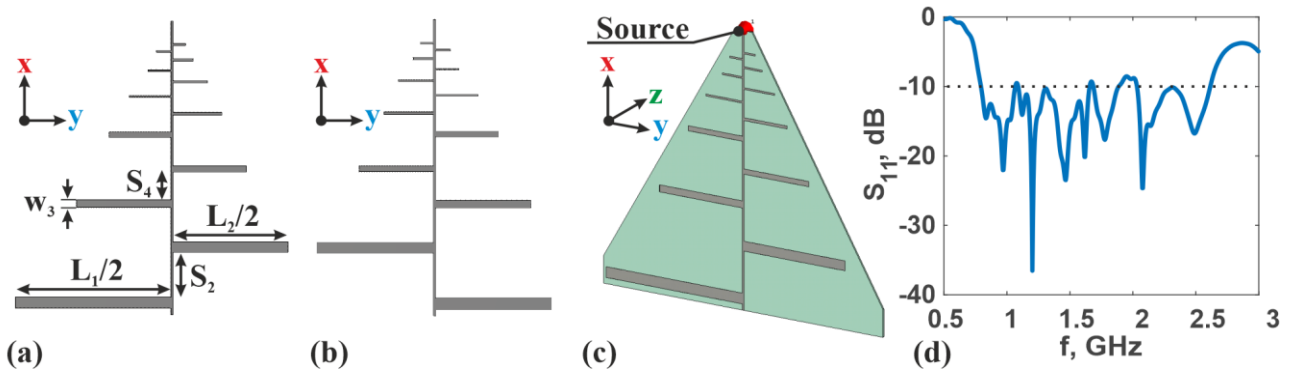 x
y
S₄
w₃
L₂/2
L₁/2
S₂
(a)
x
y
(b)
Source
x
z
y
(c)
0
-10
-20
-30
-40
S₁₁, dB
0.5 1 1.5 2 2.5 3
f, GHz
(d)